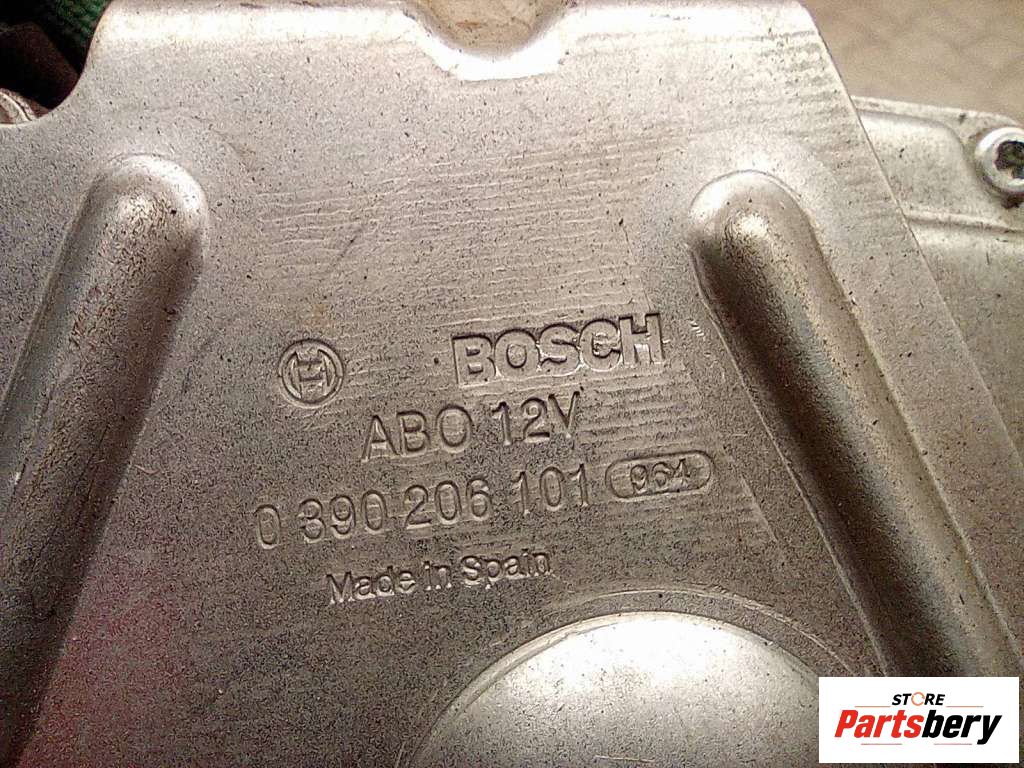 BOSCH
ABO 12V
0 390 206 101 964
Made in Spain
STORE
Partsbery